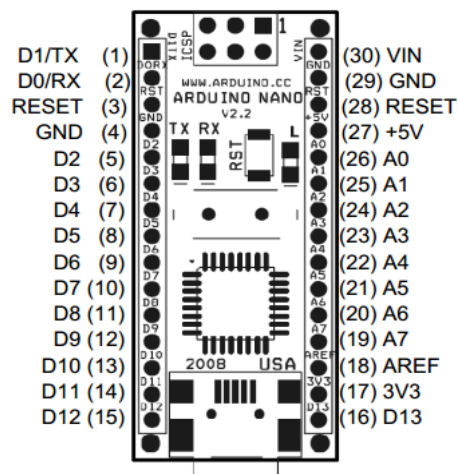 1
D1TX
ICSP
VIN
D1/TX (1)
D0/RX (2)
RESET (3)
GND (4)
D2 (5)
D3 (6)
D4 (7)
D5 (8)
D6 (9)
D7 (10)
D8 (11)
D9 (12)
D10 (13)
D11 (14)
D12 (15)
D0RX
RST
GND
D2
D3
D4
D5
D6
D7
D8
D9
D10
D11
D12
WWW.ARDUINO.CC
ARDUINO NANO
V2.2
TX RX
RST
L
2008 USA
GND
RST
+5V
A0
A1
A2
A3
A4
A5
A6
A7
AREF
3V3
D13
(30) VIN
(29) GND
(28) RESET
(27) +5V
(26) A0
(25) A1
(24) A2
(23) A3
(22) A4
(21) A5
(20) A6
(19) A7
(18) AREF
(17) 3V3
(16) D13